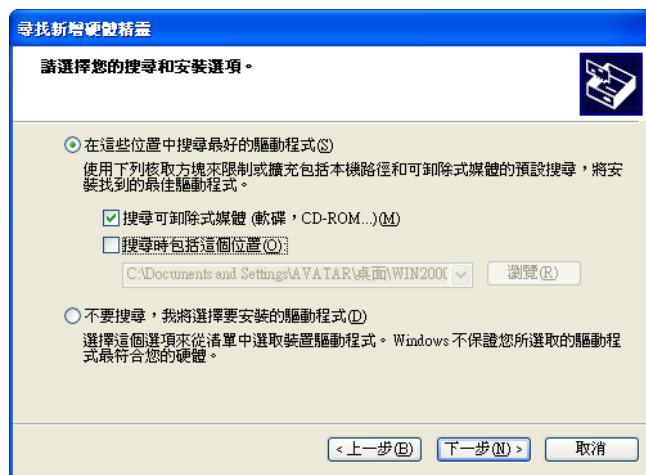 尋找新增硬體精靈
請選擇您的搜尋和安裝選項。
在這些位置中搜尋最好的驅動程式(S)
使用下列核取方塊來限制或擴充包括本機路徑和可卸除式媒體的預設搜尋，將安
裝找到的最佳驅動程式。
搜尋可卸除式媒體 (軟碟，CD-ROM...)(M)
搜尋時包括這個位置(O):
C:\Documents and Settings\AVATAR\桌面\WIN2000
瀏覽(R)
不要搜尋，我將選擇要安裝的驅動程式(D)
選擇這個選項來從清單中選取裝置驅動程式。Windows 不保證您所選取的驅動程
式最符合您的硬體。
<上一步(B)
下一步(N)>
取消